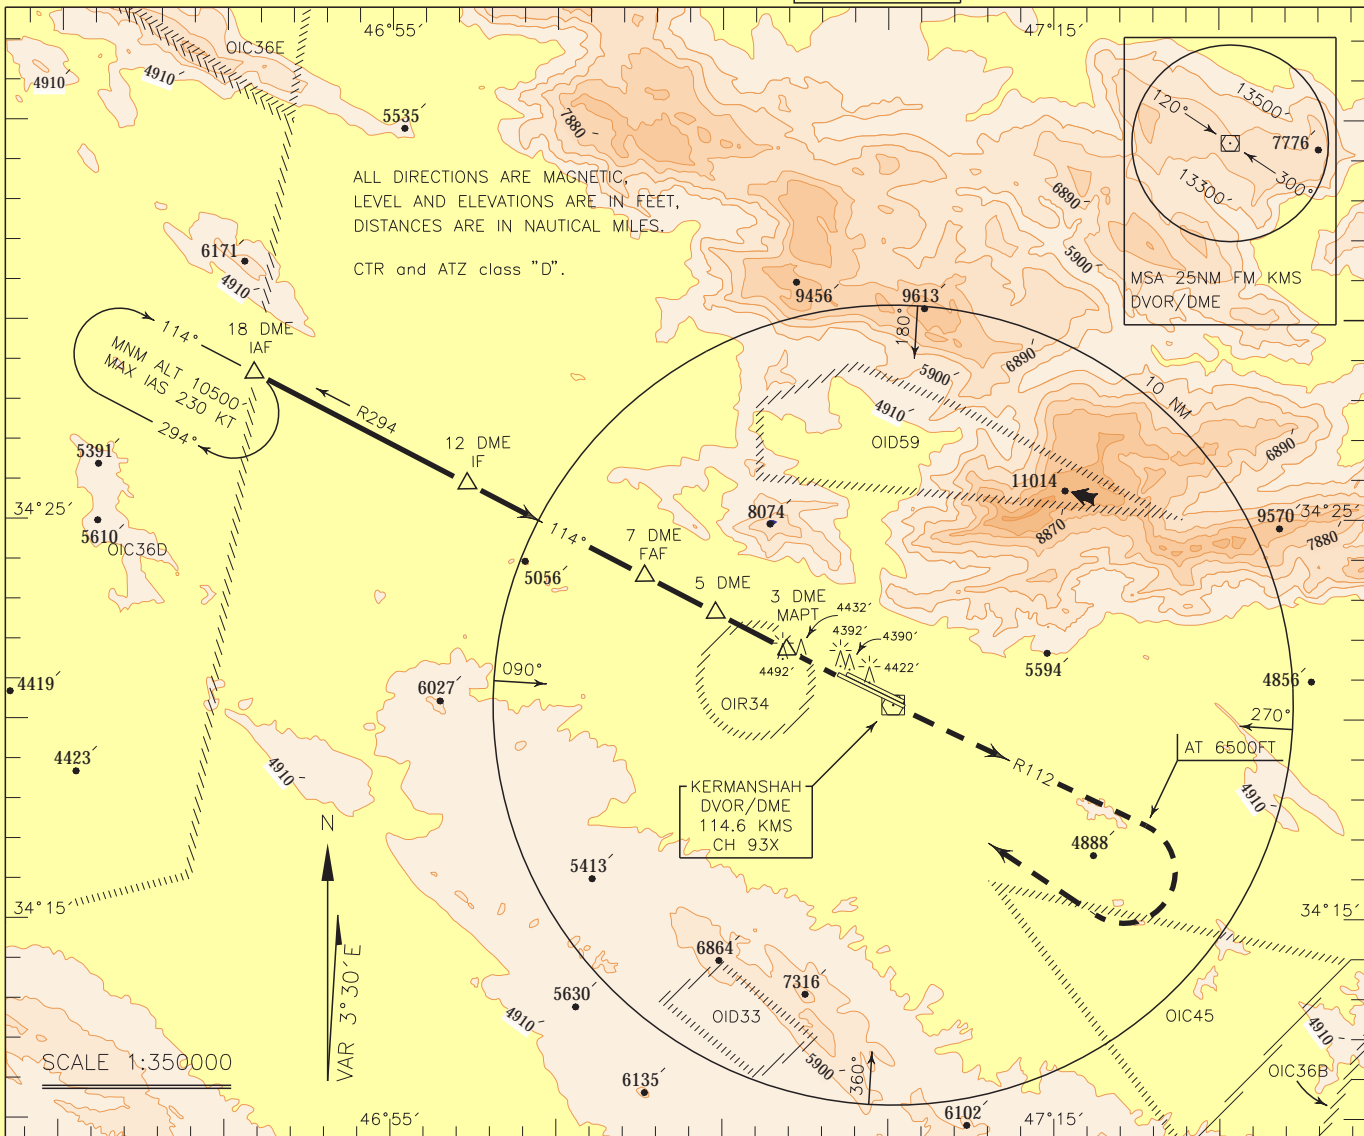 46°55′
47°15′
OIC36E
4910′
4910′
5535′
7880
ALL DIRECTIONS ARE MAGNETIC,
LEVEL AND ELEVATIONS ARE IN FEET,
DISTANCES ARE IN NAUTICAL MILES.
CTR and ATZ class "D".
120°
13500′
7776′
13300′
300°
MSA 25NM FM KMS
DVOR/DME
6890
5900
6171′
4910
9456′
9613′
180°
6890
5900
4910
10 NM
114°
18 DME
IAF
MNM ALT 10500′
MAX IAS 230 KT
294°
R294
12 DME
IF
OID59
6890
5391′
5610′
OIC36D
34°25′
8074′
11014′
8870
9570′
34°25′
7880
114°
7 DME
FAF
5056′
5 DME
3 DME
MAPT
4432′
4392′
4390′
4492′
4422′
5594′
4419′
6027′
090°
OIR34
4856′
270°
4423′
4910
KERMANSHAH
DVOR/DME
114.6 KMS
CH 93X
R112
AT 6500FT
4910
N
4888′
5413′
34°15′
34°15′
VAR 3°30′E
6864′
7316′
5630′
4910
OID33
5900
360°
OIC45
4910
OIC36B
SCALE 1:350000
6135′
6102′
46°55′
47°15′